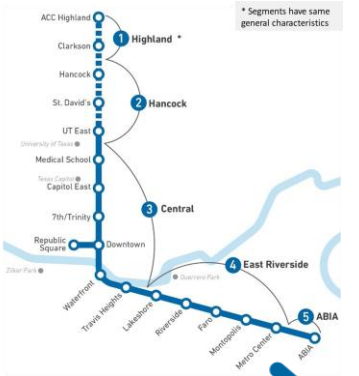 * Segments have same
general characteristics
ACC Highland
1 Highland *
Clarkson
Hancock
2 Hancock
St. David's
UT East
University of Texas
Medical School
Texas Capitol
Capitol East
3 Central
7th/Trinity
Republic
Square
Downtown
4 East Riverside
Zilker Park
Guerrero Park
Waterfront
Travis Heights
Lakeshore
Riverside
Faro
Montopolis
Metro Center
5 ABIA
ABIA